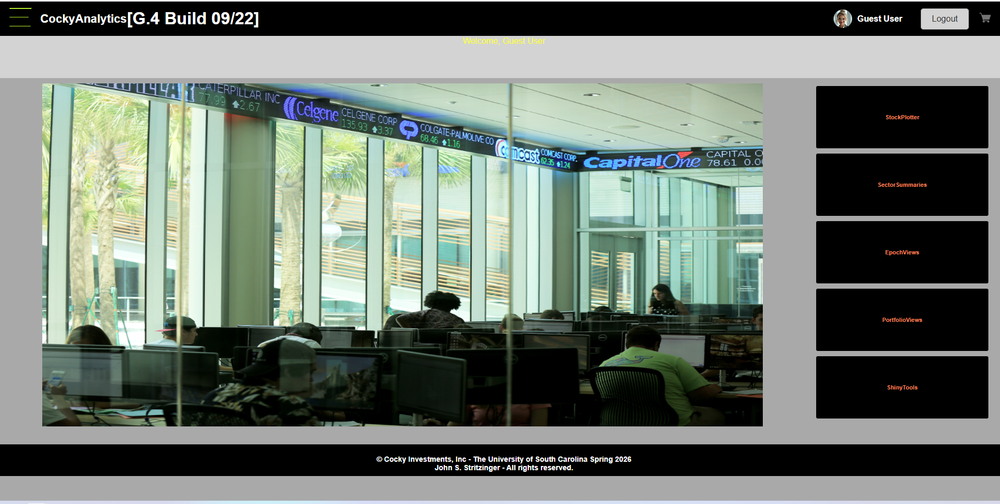 CockyAnalytics[G.4 Build 09/22]
Guest User
Logout
Welcome, Guest User
CATERPILLAR INC
77.99 2.67
Celgene
CELGENE CORP
135.93 3.37
COLGATE-PALMOLIVE CO
68.46 1.16
Comcast
COMCAST CORP.
62.35 1.24
CapitalOne
CAPITAL
78.61
StockPlotter
SectorSummaries
EpochViews
PortfolioViews
ShinyTools
© Cocky Investments, Inc - The University of South Carolina Spring 2026
John S. Stritzinger - All rights reserved.